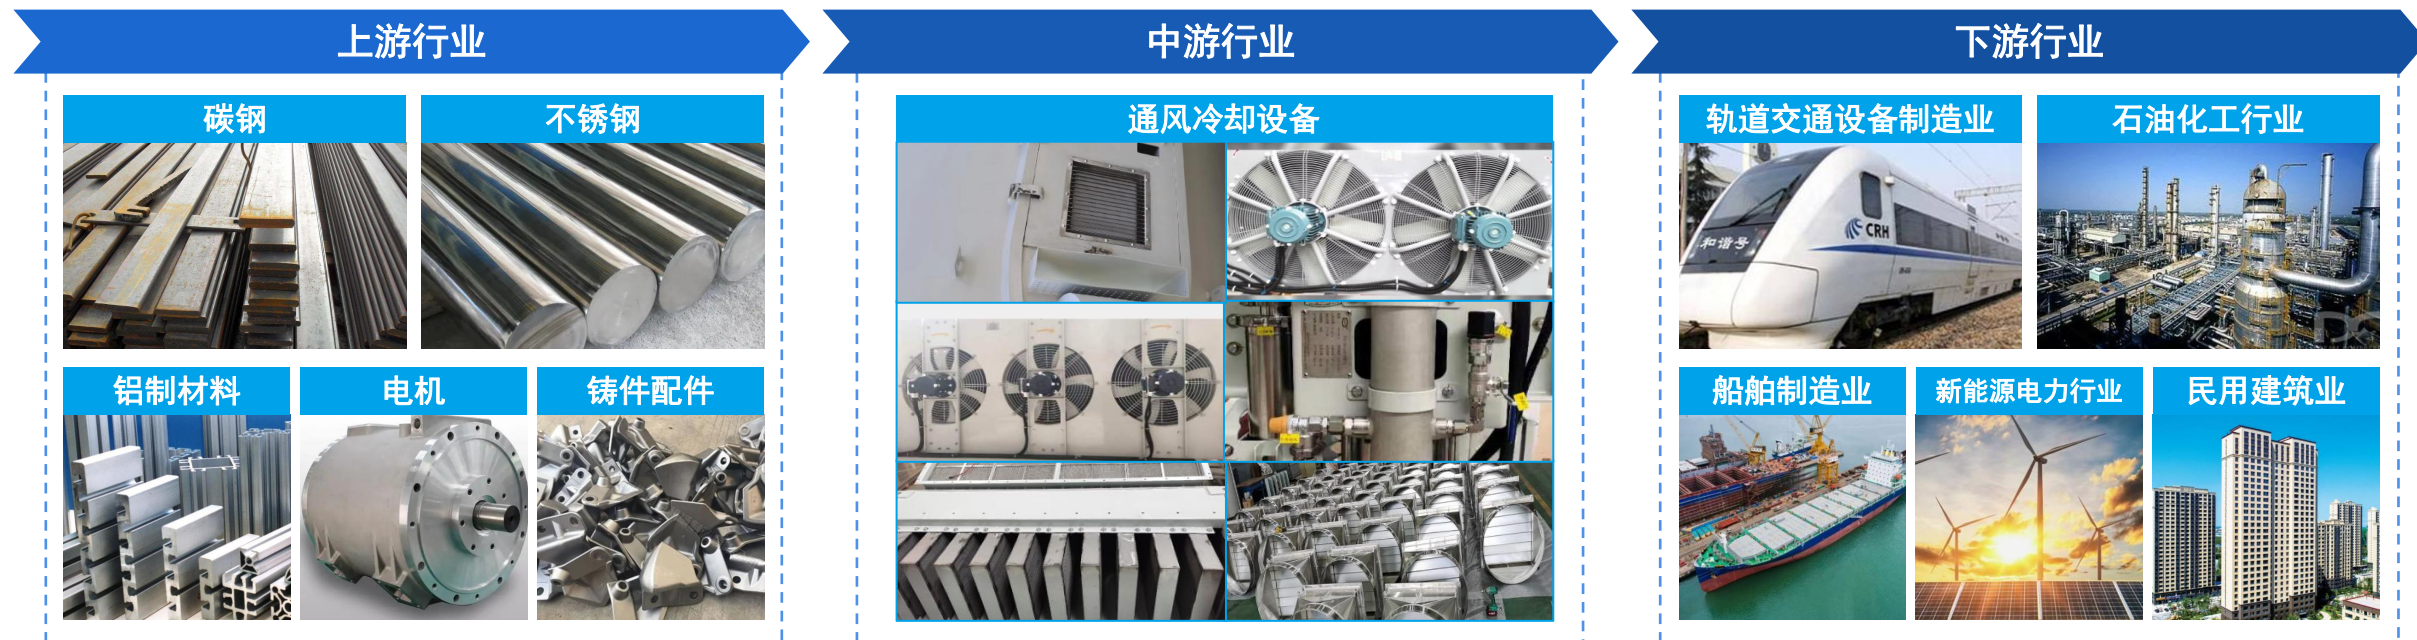 上游行业
中游行业
下游行业
碳钢
不锈钢
铝制材料
电机
铸件配件
通风冷却设备
轨道交通设备制造业
石油化工行业
和谐号
CRH
船舶制造业
新能源电力行业
民用建筑业